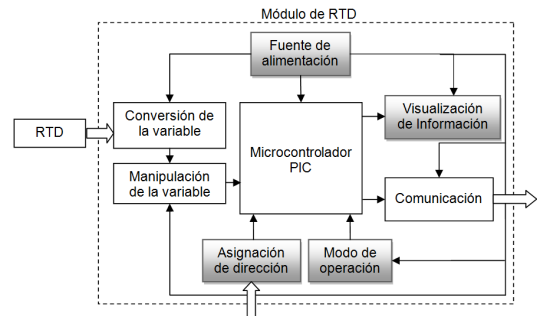 Módulo de RTD
Fuente de
alimentación
RTD
Conversión de
la variable
Manipulación
de la variable
Microcontrolador
PIC
Visualización
de Información
Comunicación
Asignación
de dirección
Modo de
operación